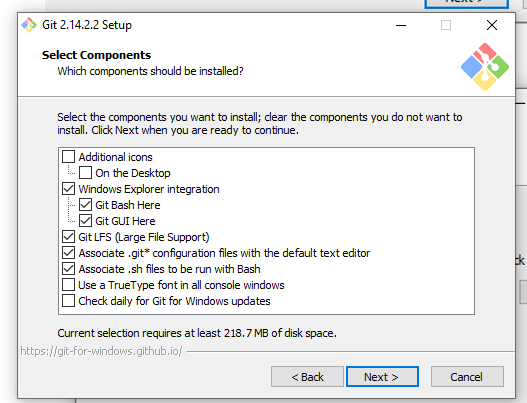 Next >
Git 2.14.2.2 Setup
Select Components
Which components should be installed?
Select the components you want to install; clear the components you do not want to
install. Click Next when you are ready to continue.
Additional icons
On the Desktop
Windows Explorer integration
Git Bash Here
Git GUI Here
Git LFS (Large File Support)
Associate .git* configuration files with the default text editor
Associate .sh files to be run with Bash
Use a TrueType font in all console windows
Check daily for Git for Windows updates
Current selection requires at least 218.7 MB of disk space.
https://git-for-windows.github.io/
< Back
Next >
Cancel